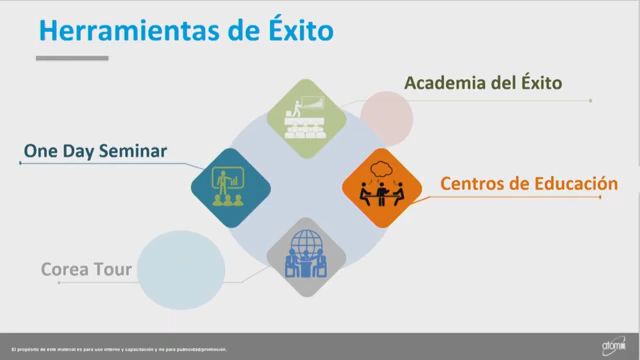 Herramientas de Éxito
Academia del Éxito
One Day Seminar
Centros de Educación
Corea Tour
El propósito de este material es para uso interno y capacitación y no para publicidad/promoción.
atom